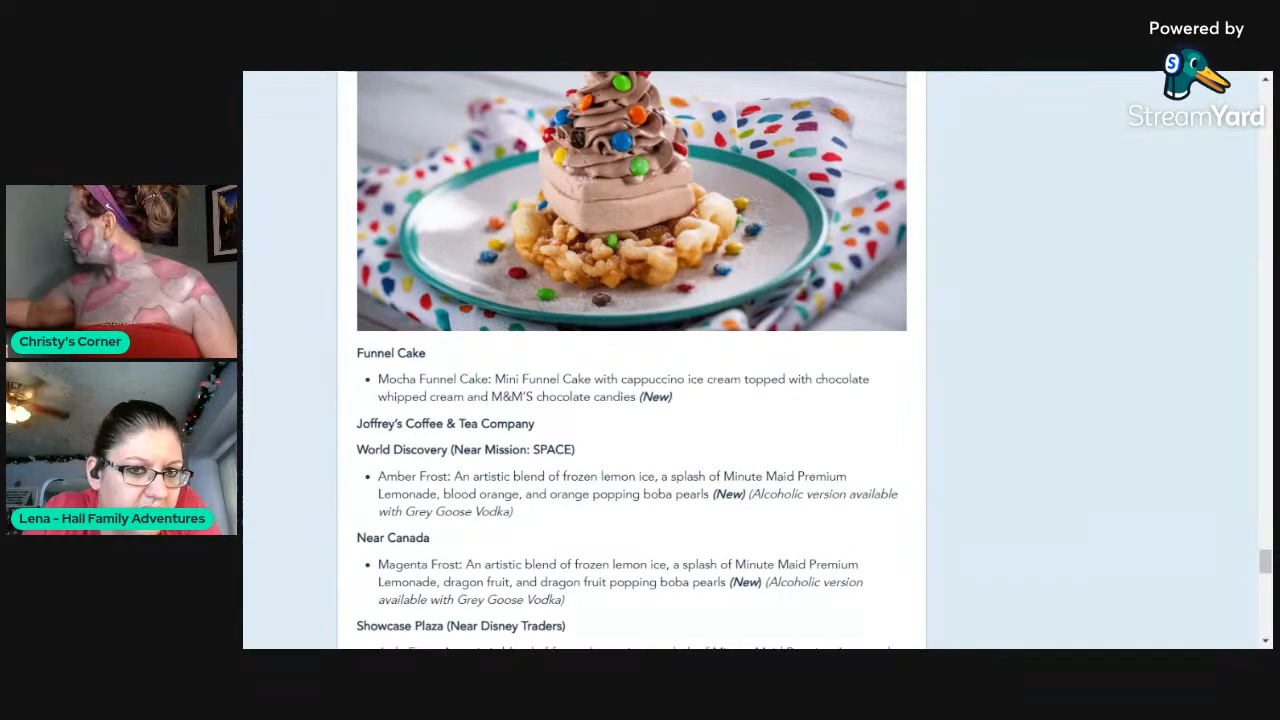 Powered by
StreamYard
Christy's Corner
Lena - Hall Family Adventures
Funnel Cake
• Mocha Funnel Cake: Mini Funnel Cake with cappuccino ice cream topped with chocolate
whipped cream and M&M'S chocolate candies (New)
Joffrey's Coffee & Tea Company
World Discovery (Near Mission: SPACE)
• Amber Frost: An artistic blend of frozen lemon ice, a splash of Minute Maid Premium
Lemonade, blood orange, and orange popping boba pearls (New) (Alcoholic version available
with Grey Goose Vodka)
Near Canada
• Magenta Frost: An artistic blend of frozen lemon ice, a splash of Minute Maid Premium
Lemonade, dragon fruit, and dragon fruit popping boba pearls (New) (Alcoholic version
available with Grey Goose Vodka)
Showcase Plaza (Near Disney Traders)